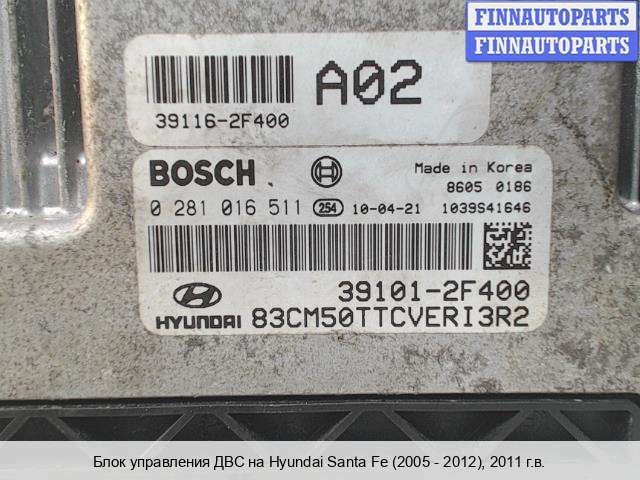 FINNAUTOPARTS
FINNAUTOPARTS
A02
39116-2F400
BOSCH
Made in Korea
8605 0186
0 281 016 511 254 10-04-21 1039S41646
39101-2F400
HYUNDAI 83CM50TTCVERI3R2
Блок управления ДВС на Hyundai Santa Fe (2005 - 2012), 2011 г.в.